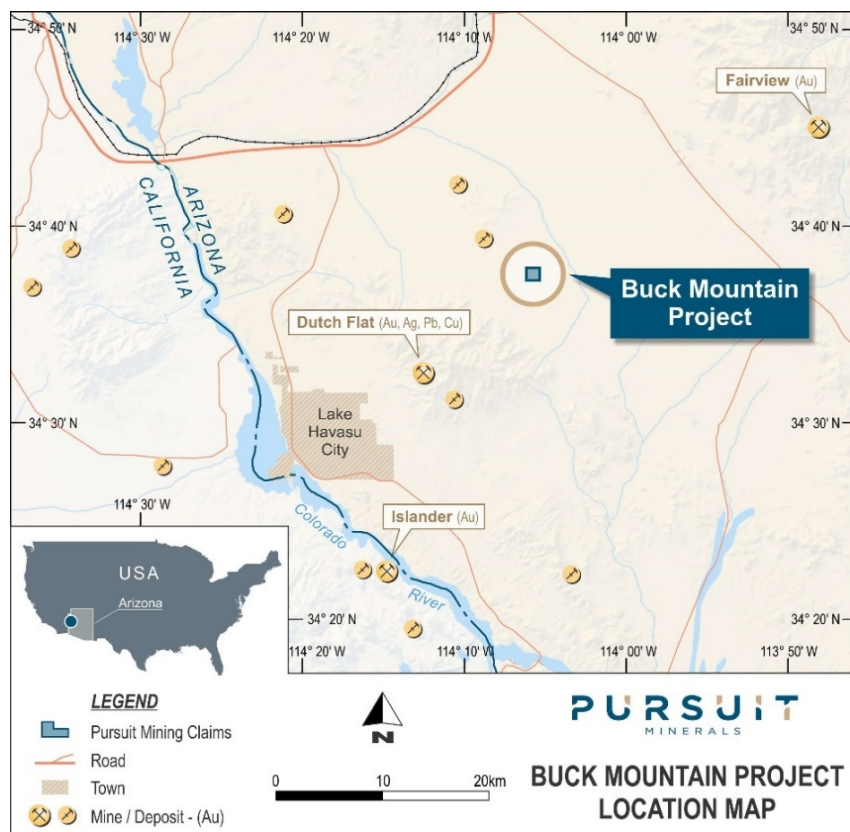 34° 50' N
114° 30' W
114° 20' W
114° 10' W
114° 00' W
34° 50' N
Fairview (Au)
CALIFORNIA
ARIZONA
34° 40' N
34° 40' N
Buck Mountain
Project
Dutch Flat (Au, Ag, Pb, Cu)
34° 30' N
34° 30' N
Lake
Havasu
City
114° 30' W
Colorado
River
Islander (Au)
34° 20' N
114° 20' W
114° 10' W
114° 00' W
113° 50' W
USA
Arizona
LEGEND
Pursuit Mining Claims
Road
Town
Mine / Deposit - (Au)
N
0
10
20km
PURSUIT
MINERALS
BUCK MOUNTAIN PROJECT
LOCATION MAP